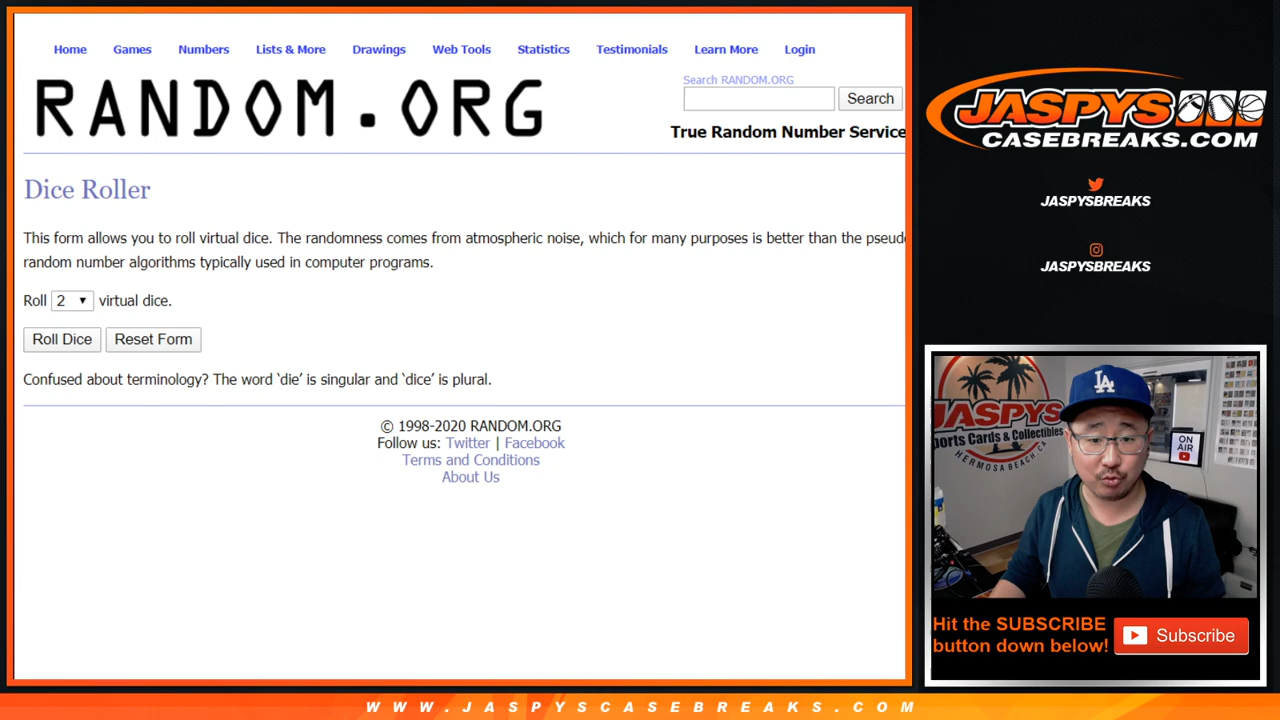 Home Games Numbers Lists & More Drawings Web Tools Statistics Testimonials Learn More Login
RANDOM.ORG
Search RANDOM.ORG
Search
True Random Number Service
Dice Roller
This form allows you to roll virtual dice. The randomness comes from atmospheric noise, which for many purposes is better than the pseudo
random number algorithms typically used in computer programs.
Roll 2 virtual dice.
Roll Dice Reset Form
Confused about terminology? The word ‘die’ is singular and ‘dice’ is plural.
© 1998-2020 RANDOM.ORG
Follow us: Twitter | Facebook
Terms and Conditions
About Us
JASPYS
CASEBREAKS.COM
JASPYSBREAKS
JASPYSBREAKS
JASPYS
Sports Cards & Collectibles
HERMOSA BEACH, CA
LA
ON
AIR
Hit the SUBSCRIBE
button down below!
Subscribe
WWW.JASPYSCASEBREAKS.COM